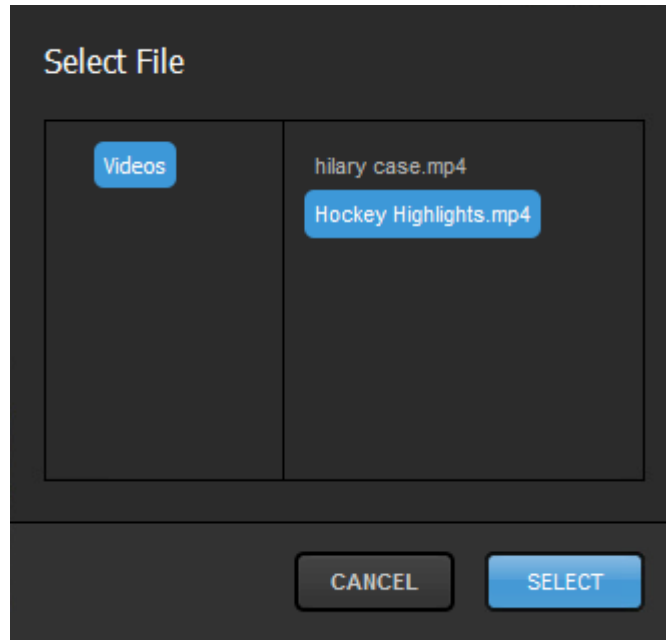 Select File
Videos
hilary case.mp4
Hockey Highlights.mp4
CANCEL
SELECT